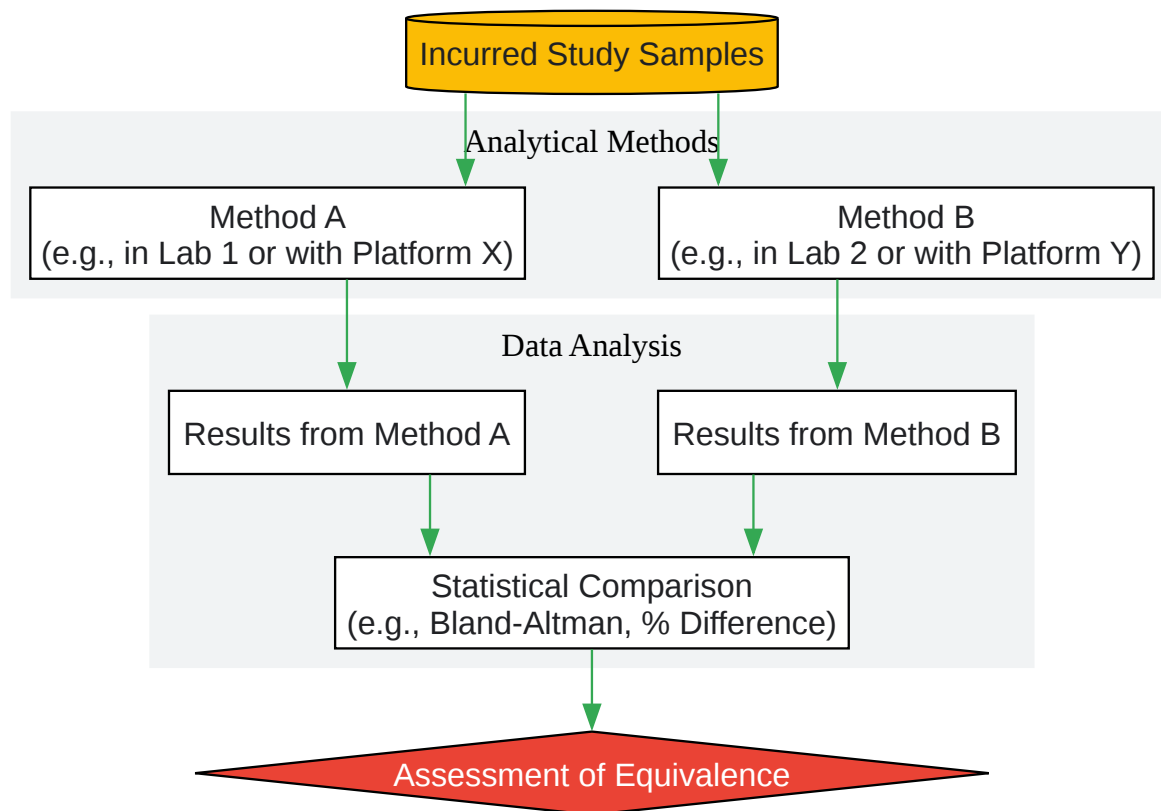 Incurred Study Samples
Analytical Methods
Method A
(e.g., in Lab 1 or with Platform X)
Method B
(e.g., in Lab 2 or with Platform Y)
Data Analysis
Results from Method A
Results from Method B
Statistical Comparison
(e.g., Bland-Altman, % Difference)
Assessment of Equivalence